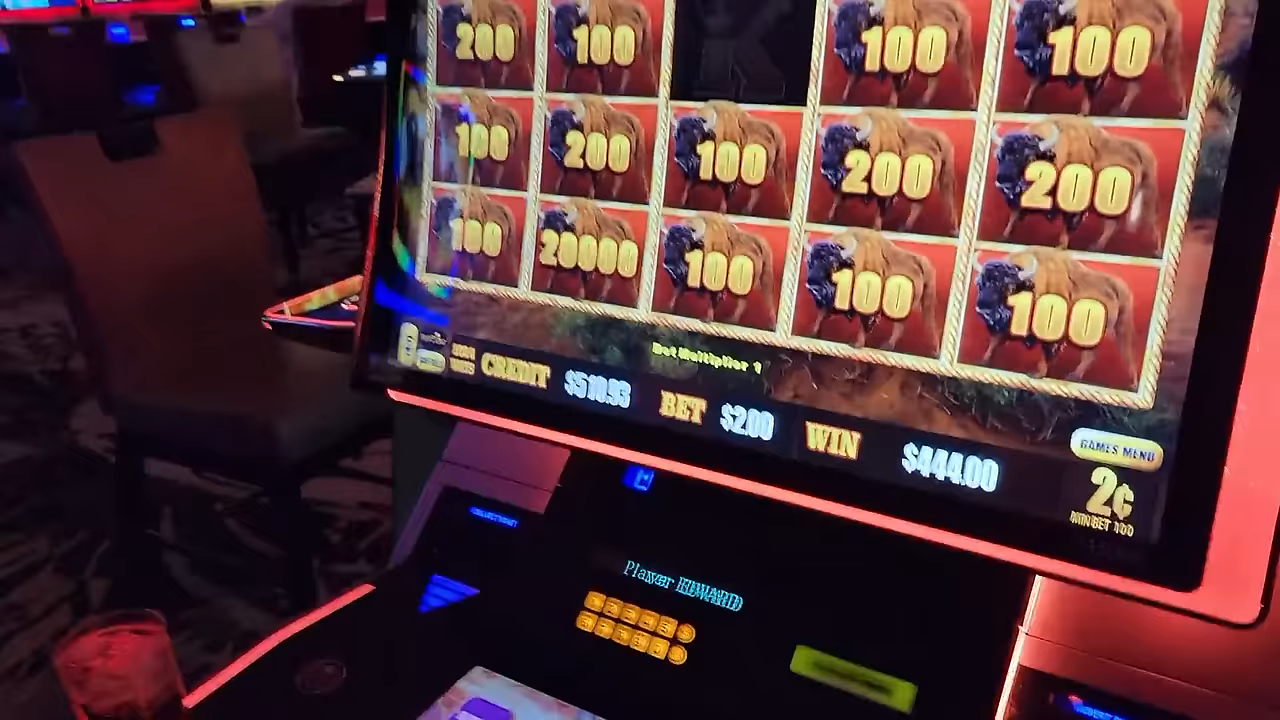 200 100 K 100 100
100 200 100 200 200
100 20000 100 100 100
Bet Multiplier 1
CREDIT $510.93 BET $2.00 WIN $444.00
GAMES MENU
2¢
MIN BET 100
Player EDWARD